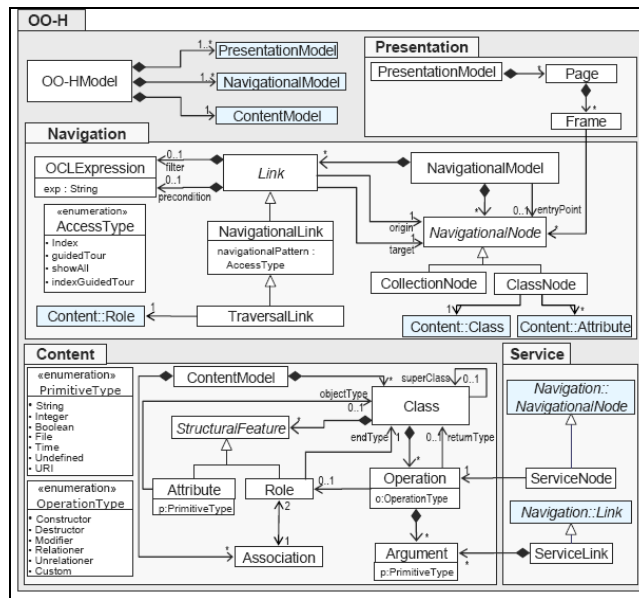 OO-H
OO-HModel
1..*
PresentationModel
1..*
NavigationalModel
1
ContentModel
Presentation
PresentationModel
1
Page
*
Frame
Navigation
OCLExpression
exp : String
0..1
filter
0..1
precondition
Link
*
NavigationalModel
*
0..1
entryPoint
1
origin
1
target
NavigationalNode
*
«enumeration»
AccessType
• Index
• guidedTour
• showAll
• indexGuidedTour
NavigationalLink
navigationalPattern :
AccessType
CollectionNode
ClassNode
Content::Role
1
TraversalLink
1
*
Content::Class
Content::Attribute
Content
«enumeration»
PrimitiveType
• String
• Integer
• Boolean
• File
• Time
• Undefined
• URI
ContentModel
*
superClass
0..1
objectType
0..1
Class
StructuralFeature
*
endType
1
0..1
returnType
*
Attribute
p:PrimitiveType
Role
0..1
Operation
o:OperationType
1
«enumeration»
OperationType
• Constructor
• Destructor
• Modifier
• Relationer
• Unrelationer
• Custom
2
1
*
Association
*
Argument
p:PrimitiveType
*
Service
Navigation::
NavigationalNode
ServiceNode
Navigation::Link
ServiceLink